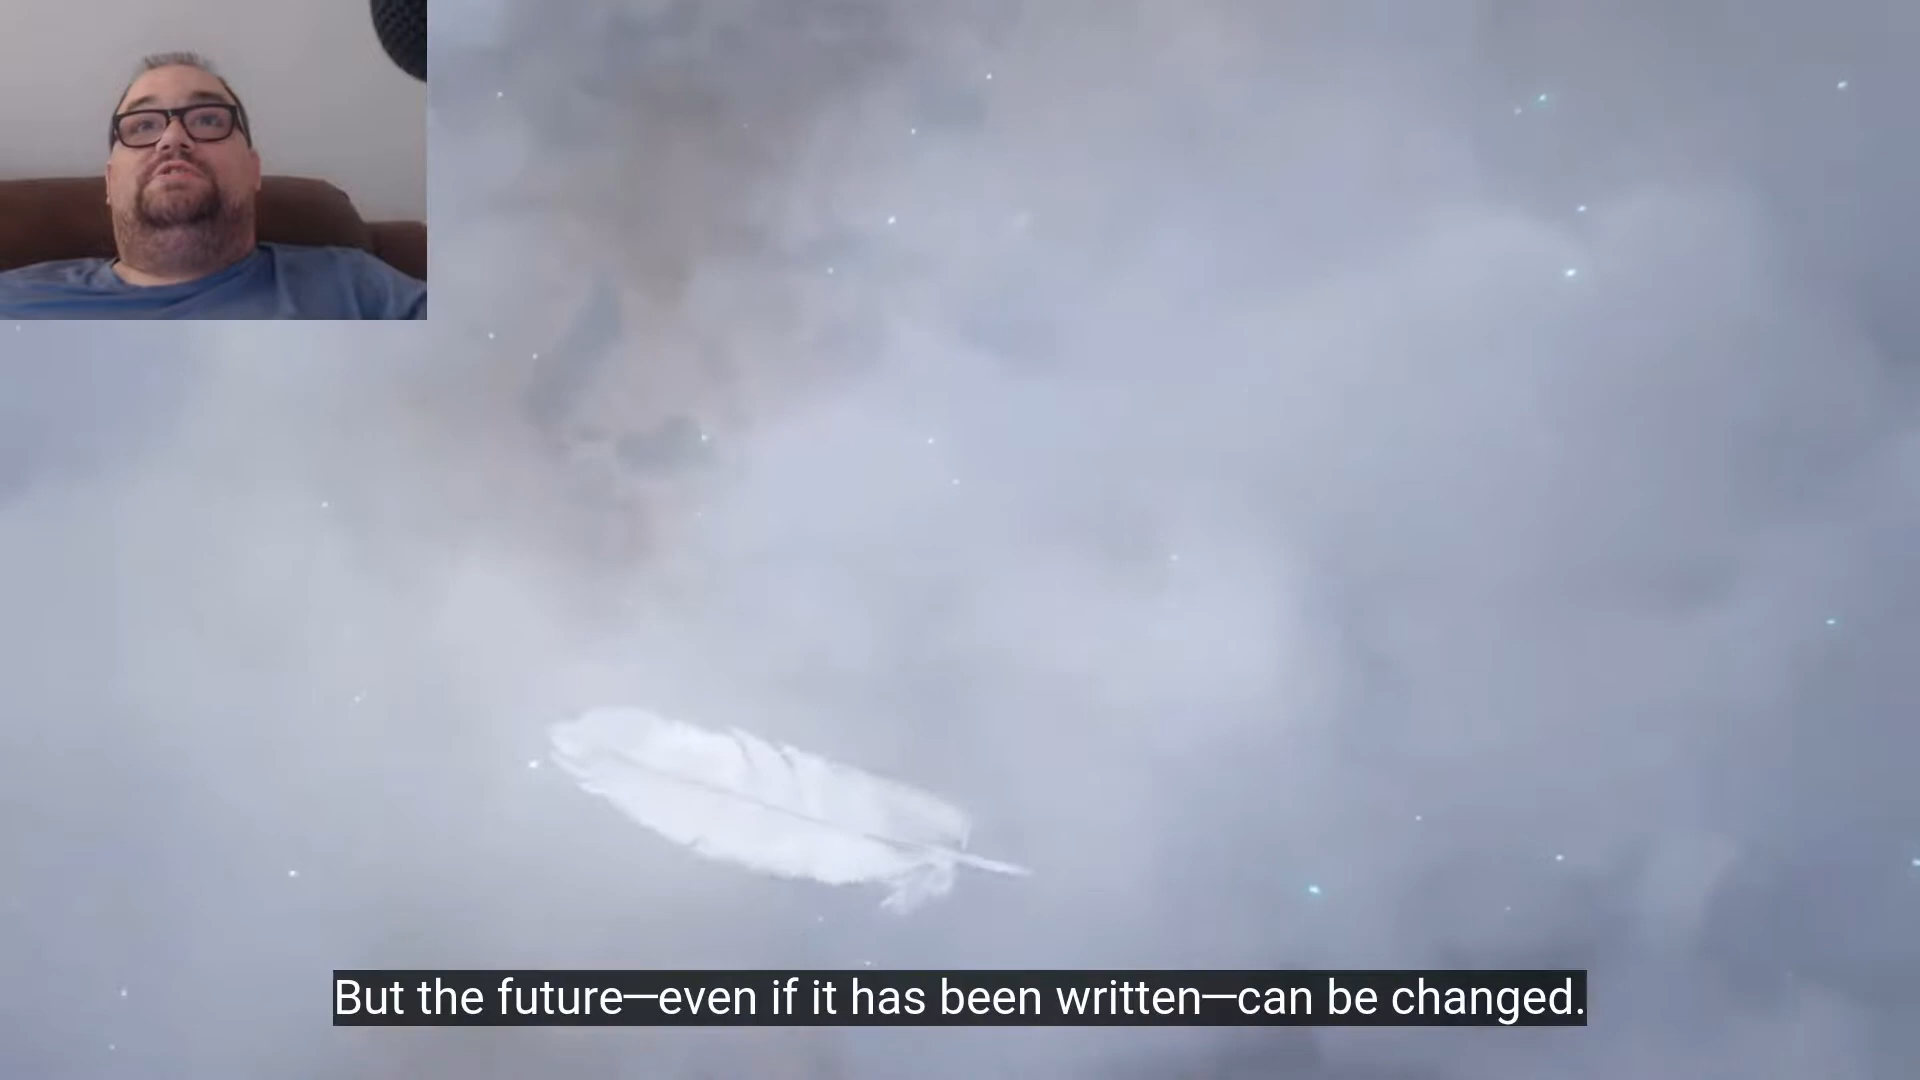 But the future—even if it has been written—can be changed.